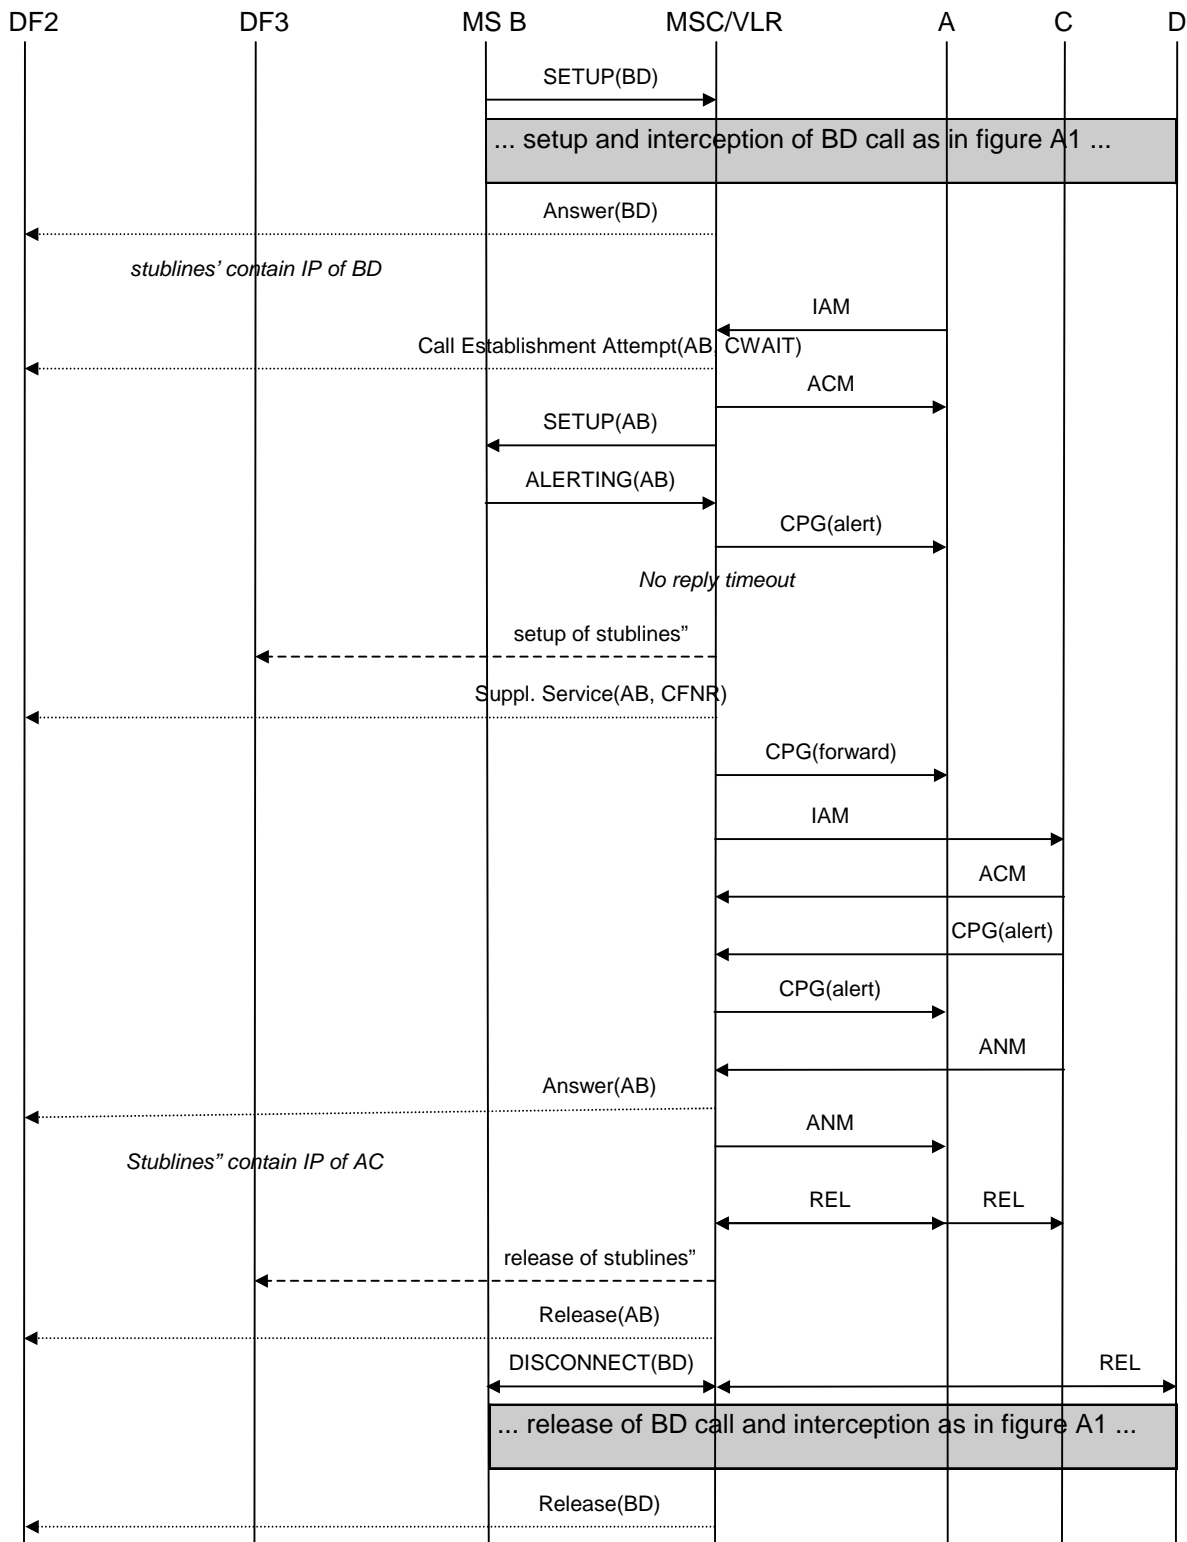 DF2 DF3 MS B MSC/VLR A C D
SETUP(BD)
... setup and interception of BD call as in figure A1 ...
Answer(BD)
stublines’ contain IP of BD
IAM
Call Establishment Attempt(AB, CWAIT)
ACM
SETUP(AB)
ALERTING(AB)
CPG(alert)
No reply timeout
setup of stublines”
Suppl. Service(AB, CFNR)
CPG(forward)
IAM
ACM
CPG(alert)
CPG(alert)
ANM
Answer(AB)
ANM
Stublines” contain IP of AC
REL REL
release of stublines”
Release(AB)
DISCONNECT(BD) REL
... release of BD call and interception as in figure A1 ...
Release(BD)